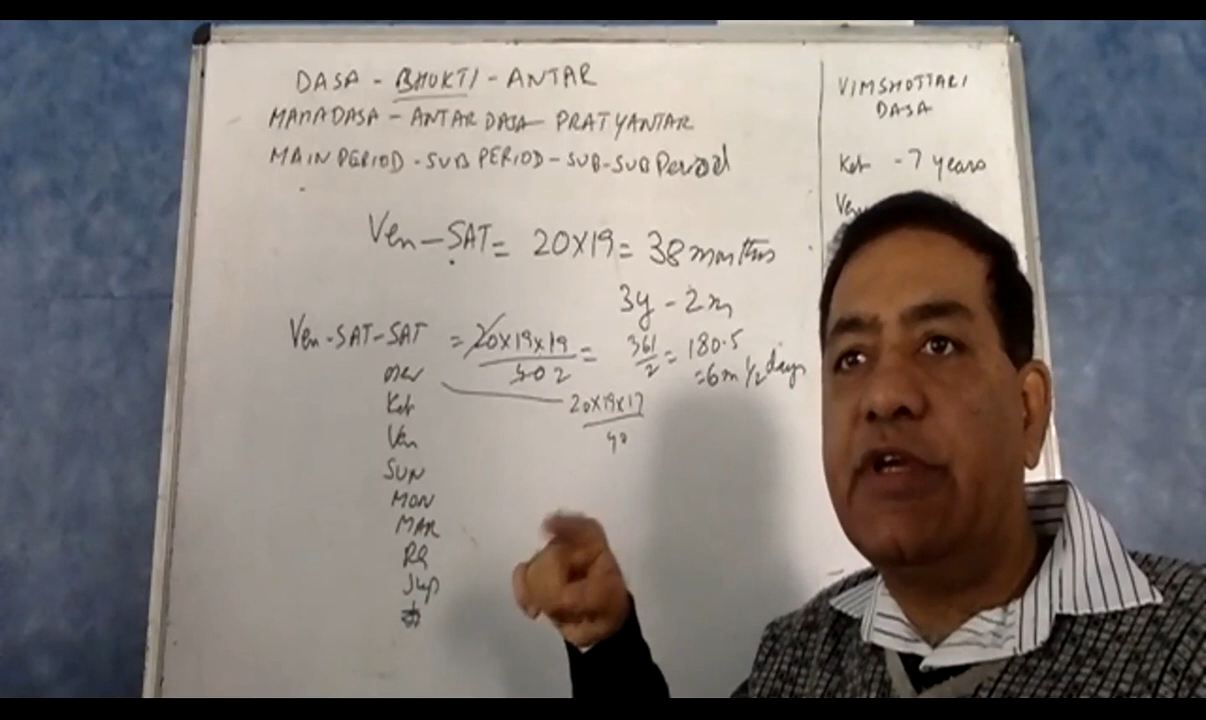 DASA - BHUKTI - ANTAR
MAHADASA - ANTAR DASA - PRATYANTAR
MAIN PERIOD - SUB PERIOD - SUB-SUB Period
Ven - SAT = 20X19 = 38 months
3y - 2m
Ven - SAT - SAT = 20X19X19 / 40 2 = 361/2 = 180.5
= 6m 1/2 days
Mer 20X19X17 / 40
Ket
Ven
SUN
MON
MAR
Ra
Jup
VIMSHOTTARI
DASA
Ket - 7 years
Ven